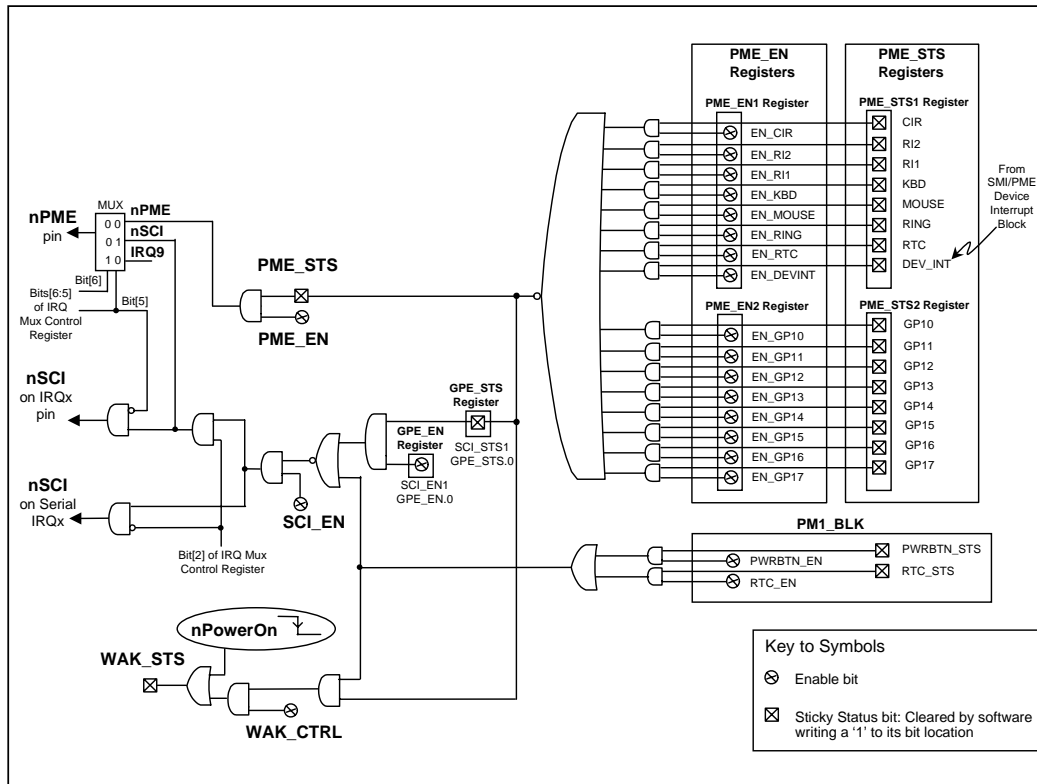 PME_EN
Registers
PME_STS
Registers
PME_EN1 Register
PME_STS1 Register
CIR
EN_CIR
RI2
EN_RI2
RI1
EN_RI1
KBD
EN_KBD
MOUSE
EN_MOUSE
RING
EN_RING
RTC
EN_RTC
DEV_INT
EN_DEVINT
From
SMI/PME
Device
Interrupt
Block
MUX
nPME
nPME
pin
0 0
nSCI
0 1
IRQ9
1 0
Bit[6]
Bits[6:5]
of IRQ
Mux Control
Register
Bit[5]
PME_STS
PME_EN
PME_EN2 Register
PME_STS2 Register
GP10
EN_GP10
GP11
EN_GP11
GP12
EN_GP12
GP13
EN_GP13
GP14
EN_GP14
GP15
EN_GP15
GP16
EN_GP16
GP17
EN_GP17
nSCI
on IRQx
pin
GPE_STS
Register
SCI_STS1
GPE_STS.0
GPE_EN
Register
SCI_EN1
GPE_EN.0
nSCI
on Serial
IRQx
SCI_EN
Bit[2] of IRQ Mux
Control Register
PM1_BLK
PWRBTN_STS
PWRBTN_EN
RTC_STS
RTC_EN
nPowerOn
WAK_STS
WAK_CTRL
Key to Symbols
Enable bit
Sticky Status bit: Cleared by software
writing a ‘1’ to its bit location